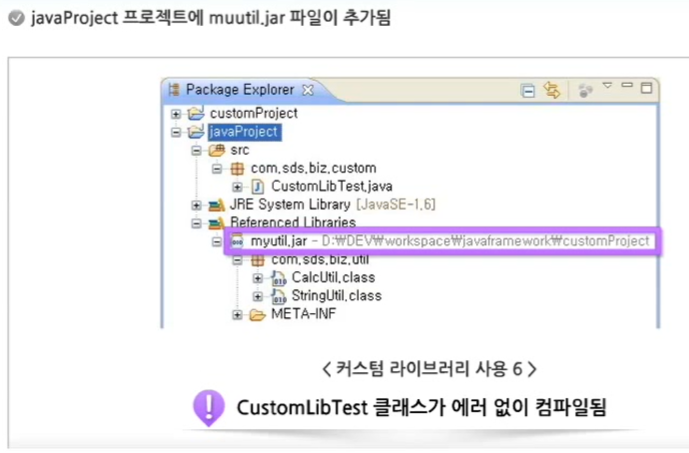 javaProject 프로젝트에 muutil.jar 파일이 추가됨
Package Explorer
customProject
javaProject
src
com.sds.biz.custom
CustomLibTest.java
JRE System Library [JavaSE-1.6]
Referenced Libraries
myutil.jar - D:₩DEV₩workspace₩javaframework₩customProject
com.sds.biz.util
CalcUtil.class
StringUtil.class
META-INF
< 커스텀 라이브러리 사용 6 >
CustomLibTest 클래스가 에러 없이 컴파일됨